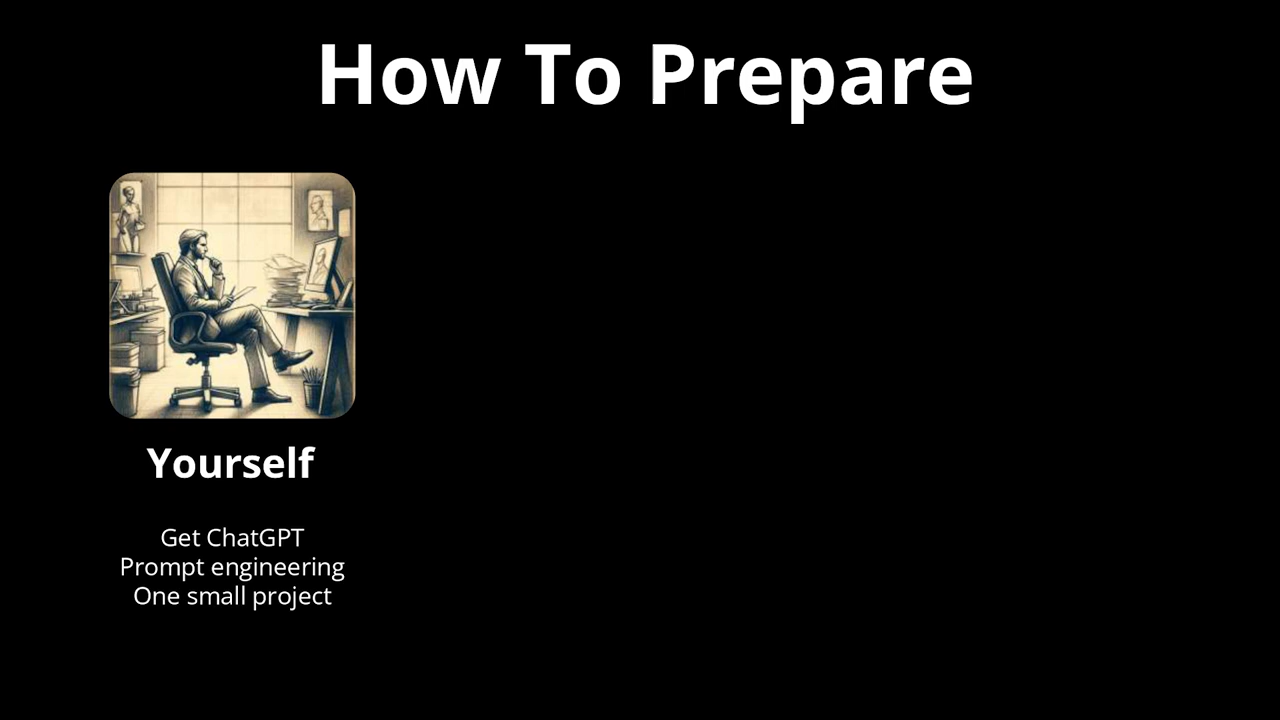 How To Prepare
Yourself
Get ChatGPT
Prompt engineering
One small project